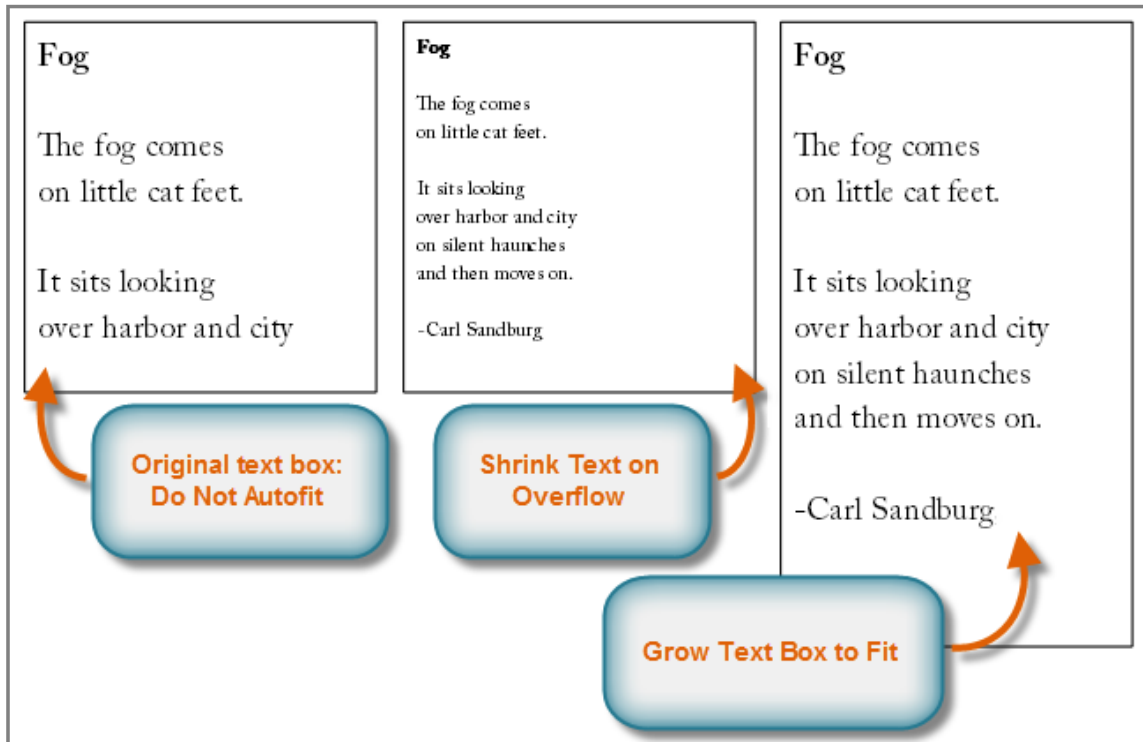 Fog
The fog comes
on little cat feet.
It sits looking
over harbor and city
Original text box:
Do Not Autofit
Fog
The fog comes
on little cat feet.
It sits looking
over harbor and city
on silent haunches
and then moves on.
-Carl Sandburg
Shrink Text on
Overflow
Fog
The fog comes
on little cat feet.
It sits looking
over harbor and city
on silent haunches
and then moves on.
-Carl Sandburg
Grow Text Box to Fit